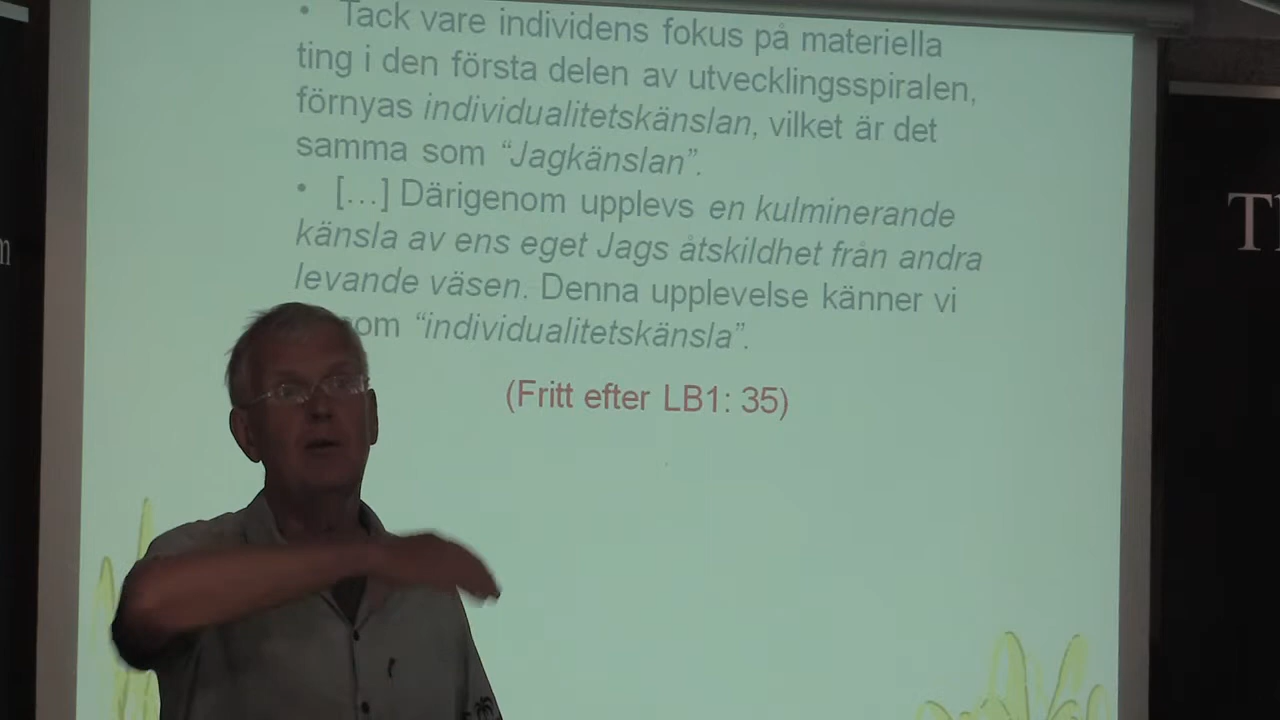 • Tack vare individens fokus på materiella
ting i den första delen av utvecklingsspiralen,
förnyas individualitetskänslan, vilket är det
samma som “Jagkänslan”.
• [...] Därigenom upplevs en kulminerande
känsla av ens eget Jags åtskildhet från andra
levande väsen. Denna upplevelse känner vi
om “individualitetskänsla”.
(Fritt efter LB1: 35)
m